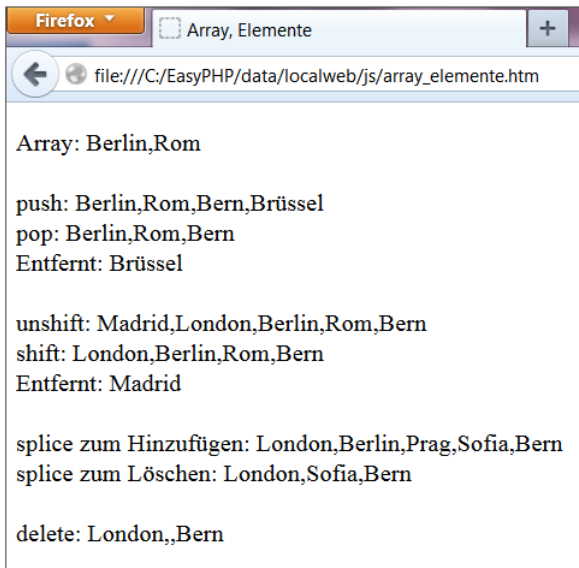 Firefox
Array, Elemente
file:///C:/EasyPHP/data/localweb/js/array_elemente.htm
Array: Berlin,Rom
push: Berlin,Rom,Bern,Brüssel
pop: Berlin,Rom,Bern
Entfernt: Brüssel
unshift: Madrid,London,Berlin,Rom,Bern
shift: London,Berlin,Rom,Bern
Entfernt: Madrid
splice zum Hinzufügen: London,Berlin,Prag,Sofia,Bern
splice zum Löschen: London,Sofia,Bern
delete: London,,Bern